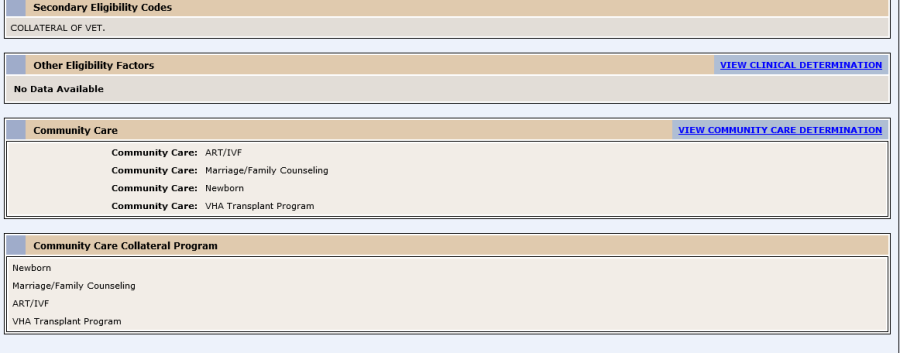 Secondary Eligibility Codes
COLLATERAL OF VET.
Other Eligibility Factors VIEW CLINICAL DETERMINATION
No Data Available
Community Care VIEW COMMUNITY CARE DETERMINATION
Community Care: ART/IVF
Community Care: Marriage/Family Counseling
Community Care: Newborn
Community Care: VHA Transplant Program
Community Care Collateral Program
Newborn
Marriage/Family Counseling
ART/IVF
VHA Transplant Program